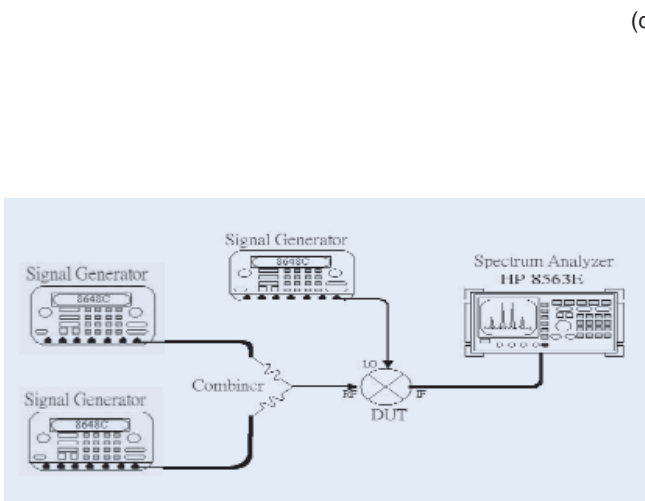 (c
Signal Generator
8648C
Spectrum Analyzer
HP 8563E
Signal Generator
8648C
LO
Combiner
RF
IF
DUT
Signal Generator
8648C